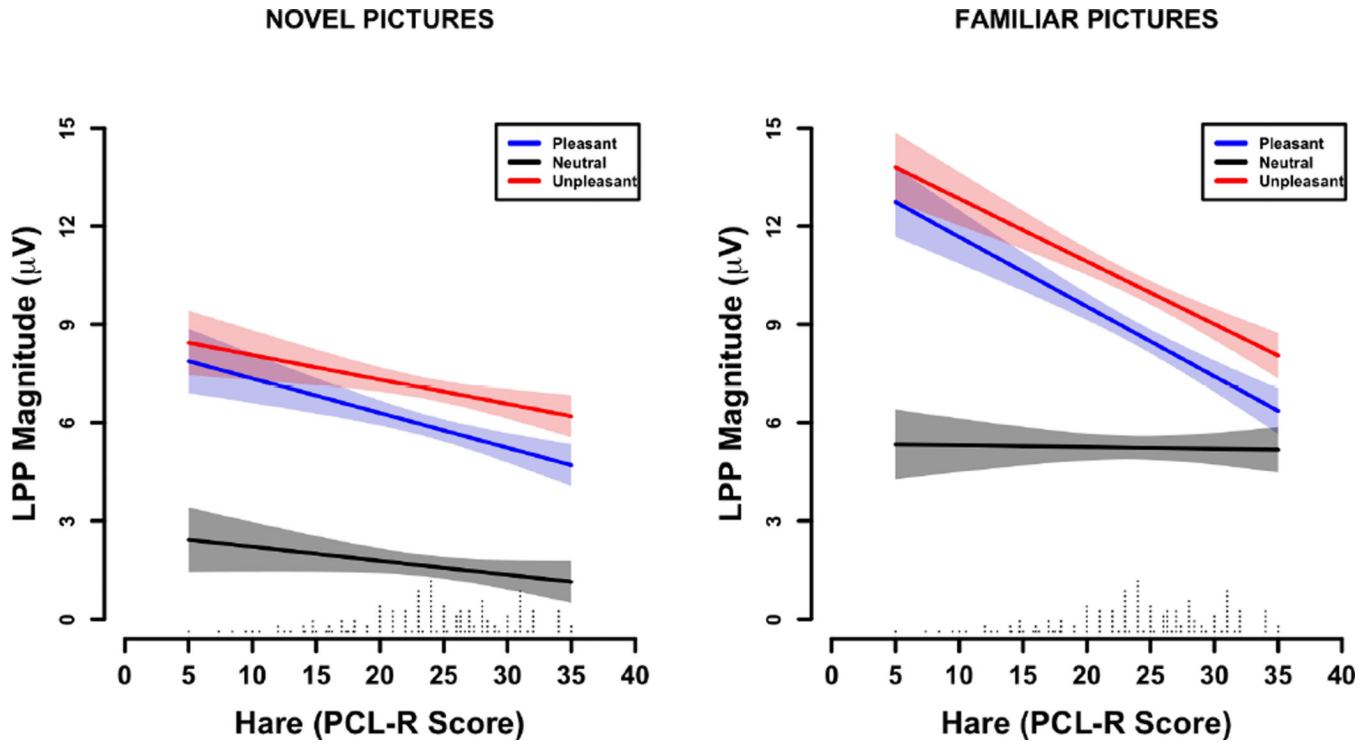 NOVEL PICTURES
LPP Magnitude (μV)
15
12
9
6
3
0
Pleasant
Neutral
Unpleasant
0 5 10 15 20 25 30 35 40
Hare (PCL-R Score)
FAMILIAR PICTURES
LPP Magnitude (μV)
15
12
9
6
3
0
Pleasant
Neutral
Unpleasant
0 5 10 15 20 25 30 35 40
Hare (PCL-R Score)